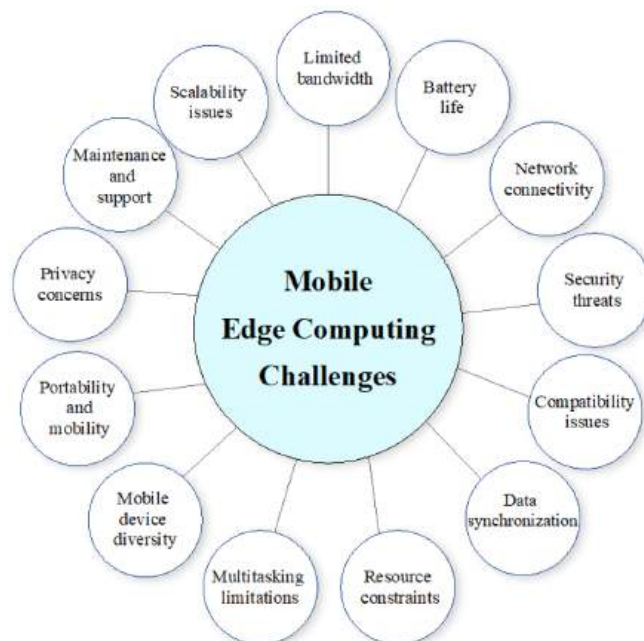 Limited
bandwidth
Battery
life
Network
connectivity
Security
threats
Compatibility
issues
Data
synchronization
Resource
constraints
Multitasking
limitations
Mobile
device
diversity
Portability
and
mobility
Privacy
concerns
Maintenance
and
support
Scalability
issues
Mobile
Edge Computing
Challenges